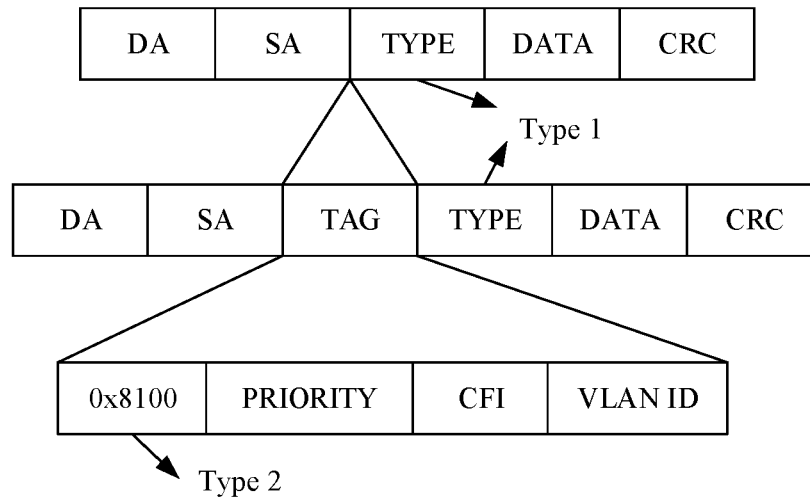 DA SA TYPE DATA CRC
Type 1
DA SA TAG TYPE DATA CRC
0x8100 PRIORITY CFI VLAN ID
Type 2